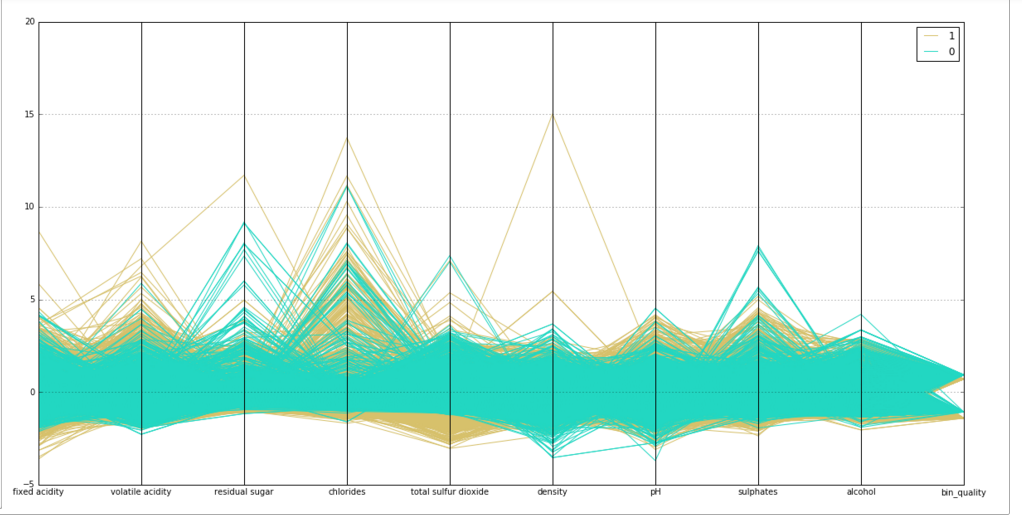 20
15
10
5
0
−5
1
0
fixed acidity
volatile acidity
residual sugar
chlorides
total sulfur dioxide
density
pH
sulphates
alcohol
bin_quality